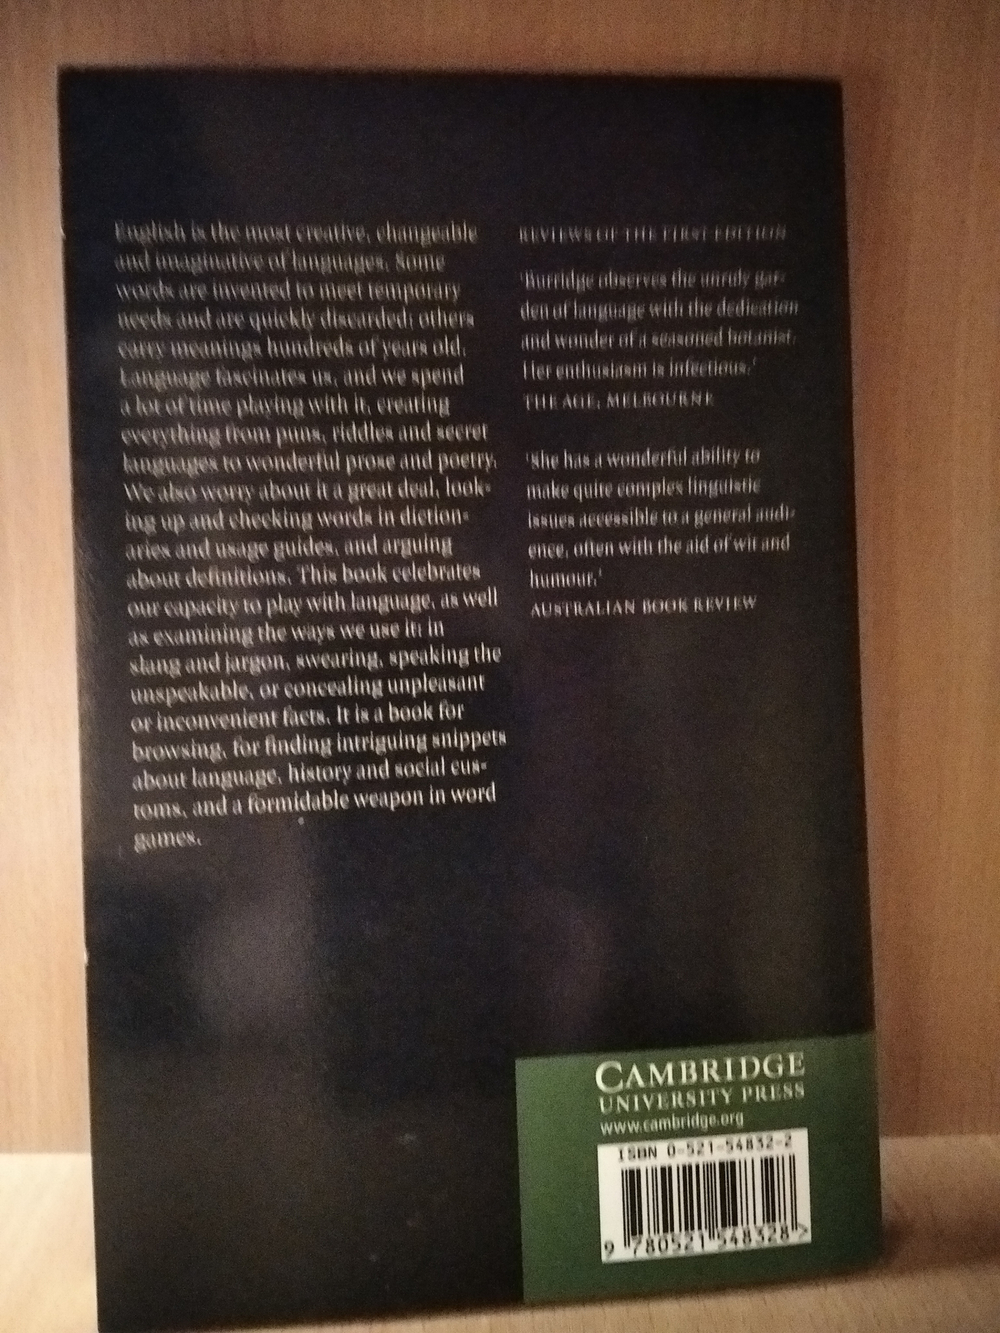 English is the most creative, changeable
and imaginative of languages. Some
words are invented to meet temporary
needs and are quickly discarded; others
carry meanings hundreds of years old.
Language fascinates us, and we spend
a lot of time playing with it, creating
everything from puns, riddles and secret
languages to wonderful prose and poetry.
We also worry about it a great deal, look-
ing up and checking words in diction-
aries and usage guides, and arguing
about definitions. This book celebrates
our capacity to play with language, as well
as examining the ways we use it: in
slang and jargon, swearing, speaking the
unspeakable, or concealing unpleasant
or inconvenient facts. It is a book for
browsing, for finding intriguing snippets
about language, history and social cus-
toms, and a formidable weapon in word
games.
REVIEWS OF THE FIRST EDITION
'Burridge observes the unruly gar-
den of language with the dedication
and wonder of a seasoned botanist.
Her enthusiasm is infectious.'
THE AGE, MELBOURNE
'She has a wonderful ability to
make quite complex linguistic
issues accessible to a general audi-
ence, often with the aid of wit and
humour.'
AUSTRALIAN BOOK REVIEW
CAMBRIDGE
UNIVERSITY PRESS
www.cambridge.org
ISBN 0-521-54832-2
9 780521 548328 >